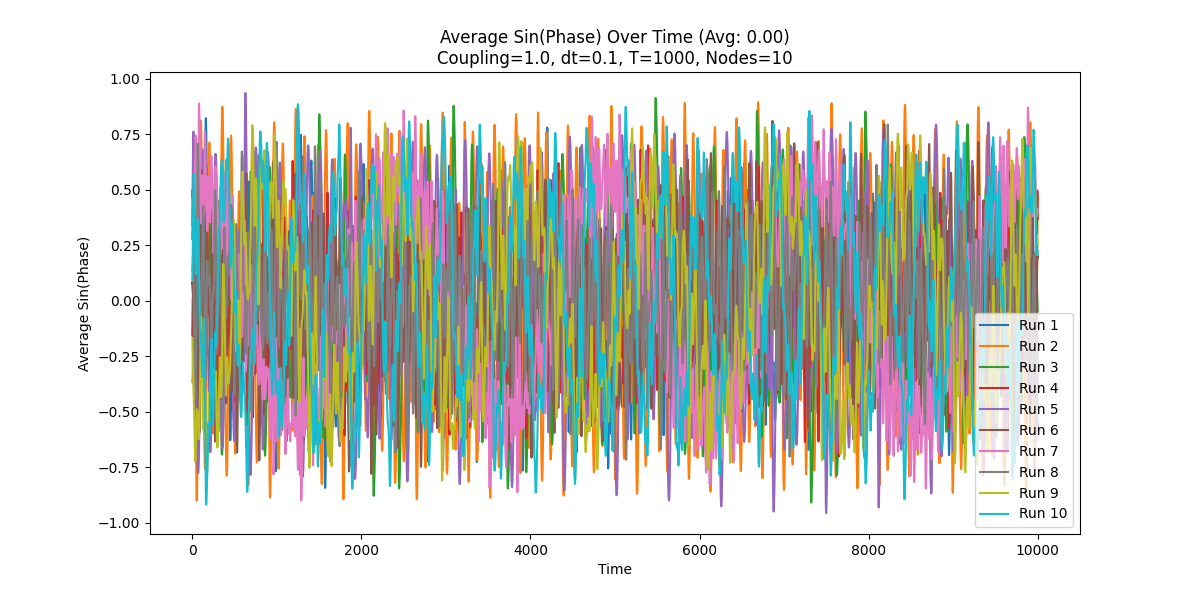 Average Sin(Phase) Over Time (Avg: 0.00)
Coupling=1.0, dt=0.1, T=1000, Nodes=10
Average Sin(Phase)
1.00
0.75
0.50
0.25
0.00
−0.25
−0.50
−0.75
−1.00
0
2000
4000
6000
8000
10000
Time
Run 1
Run 2
Run 3
Run 4
Run 5
Run 6
Run 7
Run 8
Run 9
Run 10